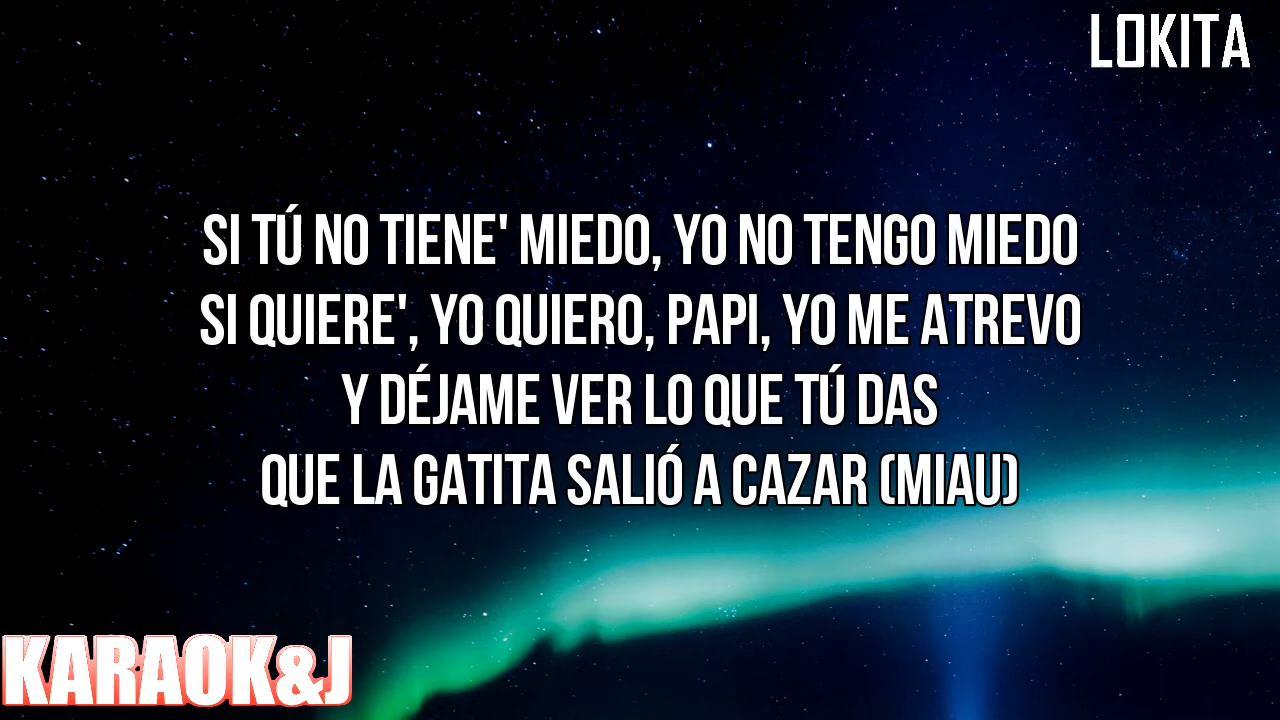 LOKITA
SI TÚ NO TIENE' MIEDO, YO NO TENGO MIEDO
SI QUIERE', YO QUIERO, PAPI, YO ME ATREVO
Y DÉJAME VER LO QUE TÚ DAS
QUE LA GATITA SALIÓ A CAZAR (MIAU)
KARAOK&J